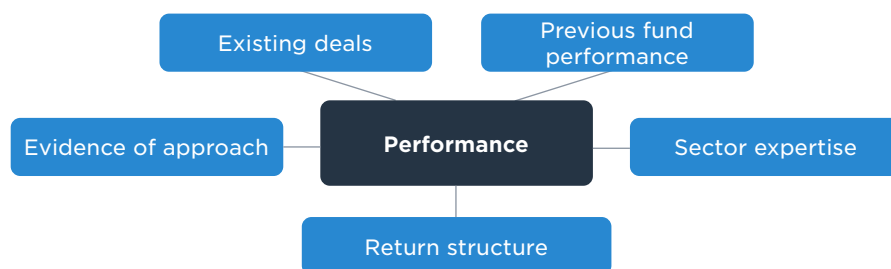 Existing deals
Previous fund
performance
Evidence of approach
Performance
Sector expertise
Return structure